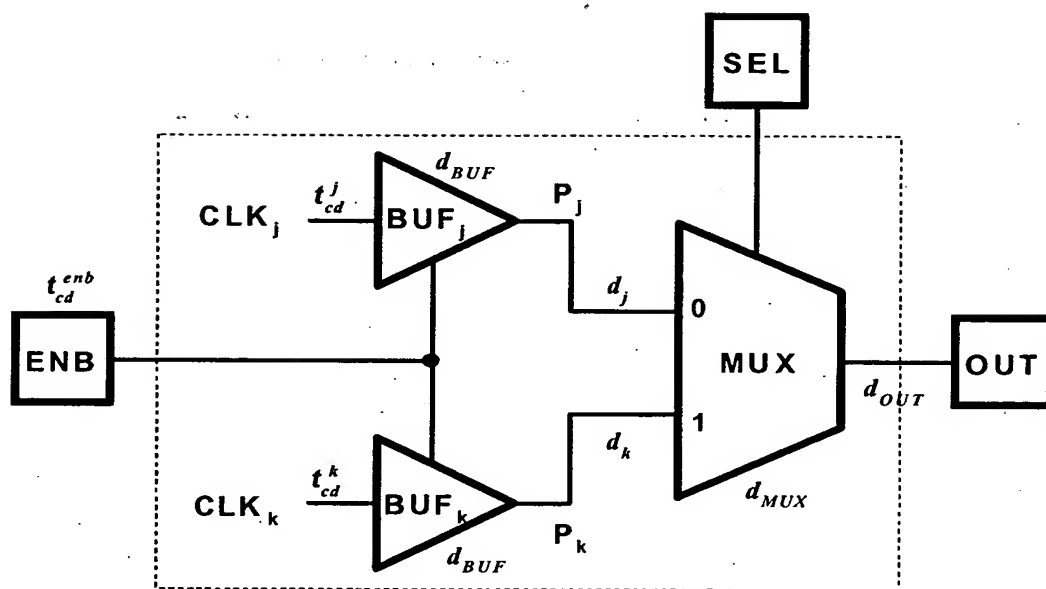 SEL
d_BUF
t_cd^j
P_j
CLK_j
BUF_j
t_cd^enb
d_j
0
ENB
MUX
OUT
d_OUT
1
d_k
t_cd^k
CLK_k
BUF_k
d_MUX
P_k
d_BUF